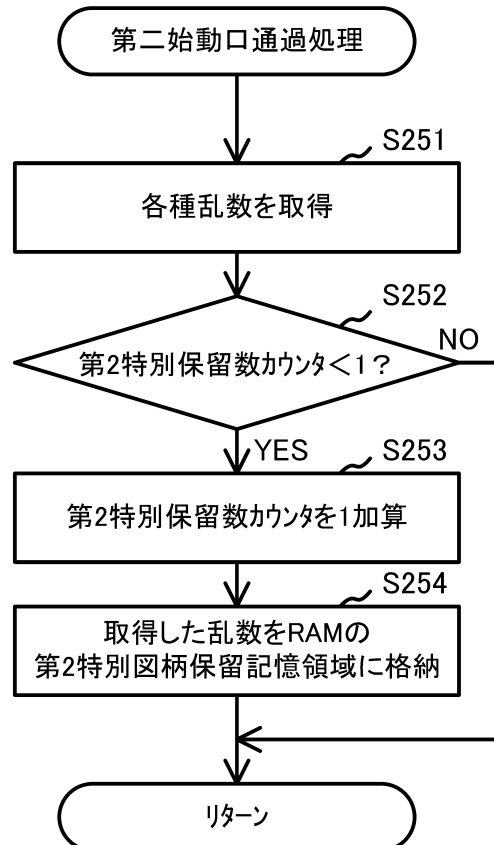 第二始動口通過処理
S251
各種乱数を取得
S252
第2特別保留数カウンタ＜1？
NO
YES
S253
第2特別保留数カウンタを1加算
S254
取得した乱数をRAMの
第2特別図柄保留記憶領域に格納
リターン